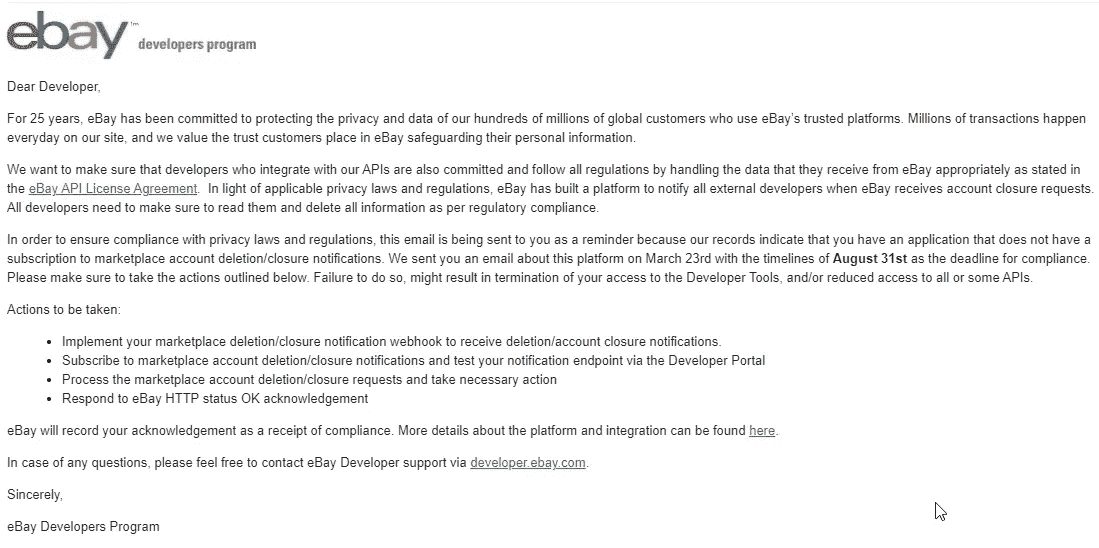 ebay™ developers program
Dear Developer,
For 25 years, eBay has been committed to protecting the privacy and data of our hundreds of millions of global customers who use eBay's trusted platforms. Millions of transactions happen
everyday on our site, and we value the trust customers place in eBay safeguarding their personal information.
We want to make sure that developers who integrate with our APIs are also committed and follow all regulations by handling the data that they receive from eBay appropriately as stated in
the eBay API License Agreement.  In light of applicable privacy laws and regulations, eBay has built a platform to notify all external developers when eBay receives account closure requests.
All developers need to make sure to read them and delete all information as per regulatory compliance.
In order to ensure compliance with privacy laws and regulations, this email is being sent to you as a reminder because our records indicate that you have an application that does not have a
subscription to marketplace account deletion/closure notifications. We sent you an email about this platform on March 23rd with the timelines of August 31st as the deadline for compliance.
Please make sure to take the actions outlined below. Failure to do so, might result in termination of your access to the Developer Tools, and/or reduced access to all or some APIs.
Actions to be taken:
• Implement your marketplace deletion/closure notification webhook to receive deletion/account closure notifications.
• Subscribe to marketplace account deletion/closure notifications and test your notification endpoint via the Developer Portal
• Process the marketplace account deletion/closure requests and take necessary action
• Respond to eBay HTTP status OK acknowledgement
eBay will record your acknowledgement as a receipt of compliance. More details about the platform and integration can be found here.
In case of any questions, please feel free to contact eBay Developer support via developer.ebay.com.
Sincerely,
eBay Developers Program